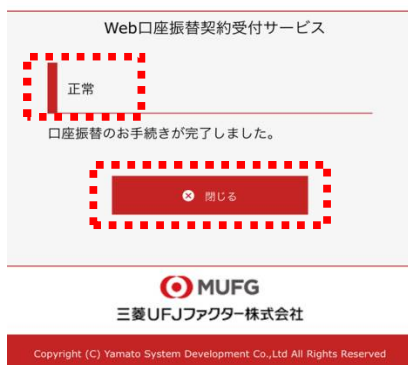 Web口座振替契約受付サービス
正常
口座振替のお手続きが完了しました。
閉じる
MUFG
三菱UFJファクター株式会社
Copyright (C) Yamato System Development Co.,Ltd All Rights Reserved